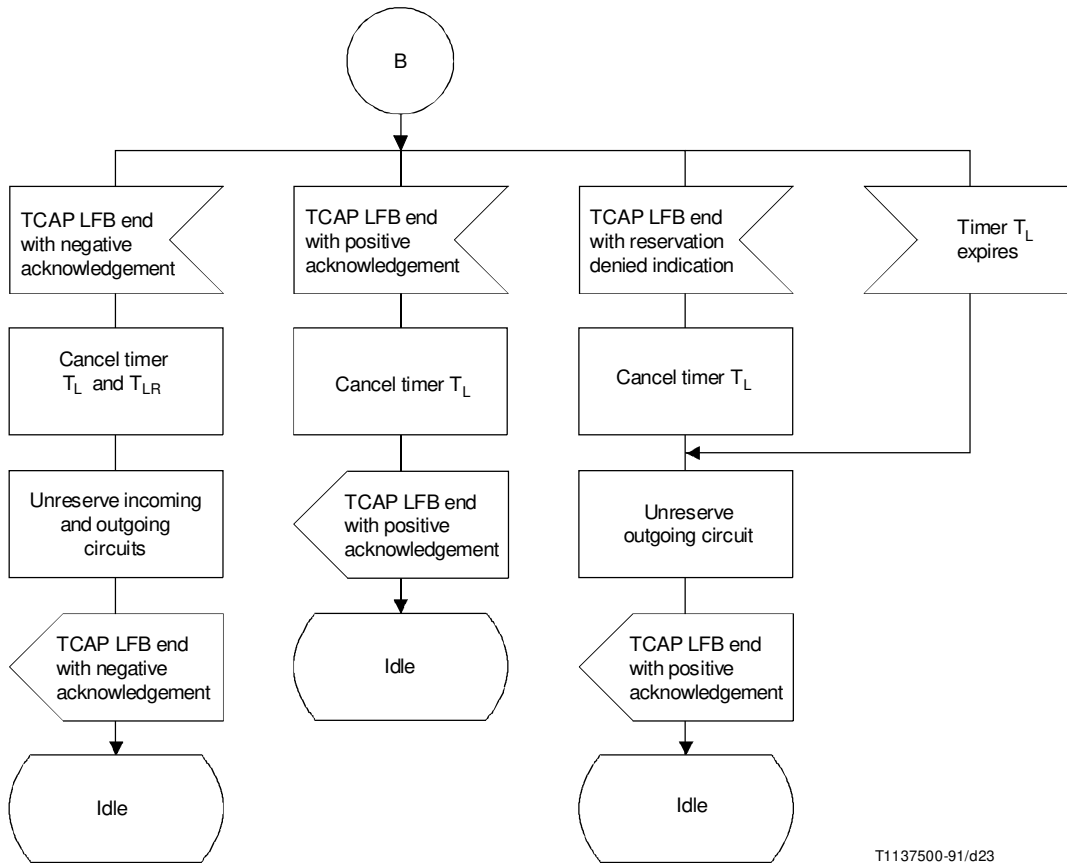 B
TCAP LFB end
with negative
acknowledgement
TCAP LFB end
with positive
acknowledgement
TCAP LFB end
with reservation
denied indication
Timer T_L
expires
Cancel timer
T_L and T_LR
Cancel timer T_L
Cancel timer T_L
Unreserve incoming
and outgoing
circuits
TCAP LFB end
with positive
acknowledgement
Unreserve
outgoing circuit
TCAP LFB end
with negative
acknowledgement
Idle
TCAP LFB end
with positive
acknowledgement
Idle
Idle
T1137500-91/d23